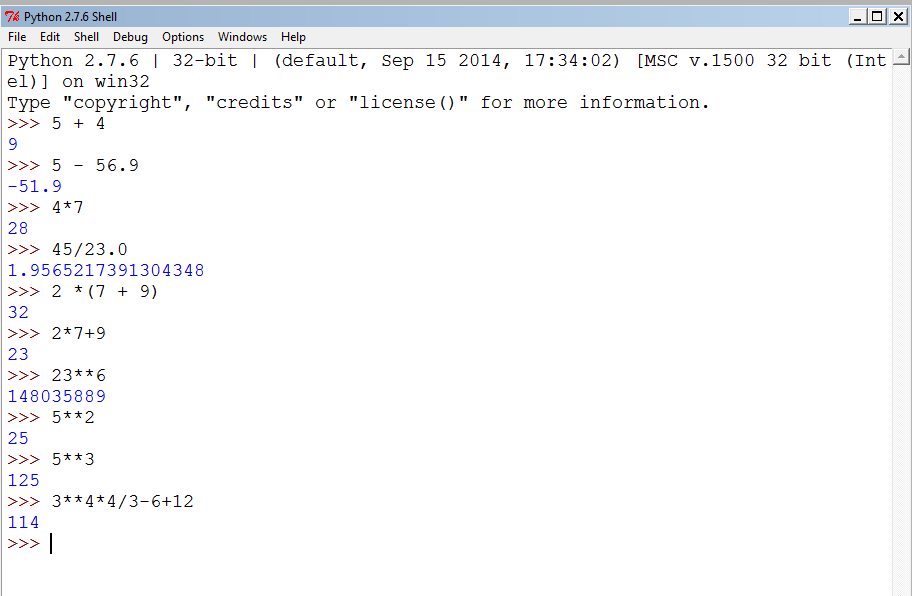 Python 2.7.6 Shell
File Edit Shell Debug Options Windows Help
Python 2.7.6 | 32-bit | (default, Sep 15 2014, 17:34:02) [MSC v.1500 32 bit (Int
el)] on win32
Type "copyright", "credits" or "license()" for more information.
>>> 5 + 4
9
>>> 5 - 56.9
-51.9
>>> 4*7
28
>>> 45/23.0
1.9565217391304348
>>> 2 *(7 + 9)
32
>>> 2*7+9
23
>>> 23**6
148035889
>>> 5**2
25
>>> 5**3
125
>>> 3**4*4/3-6+12
114
>>>